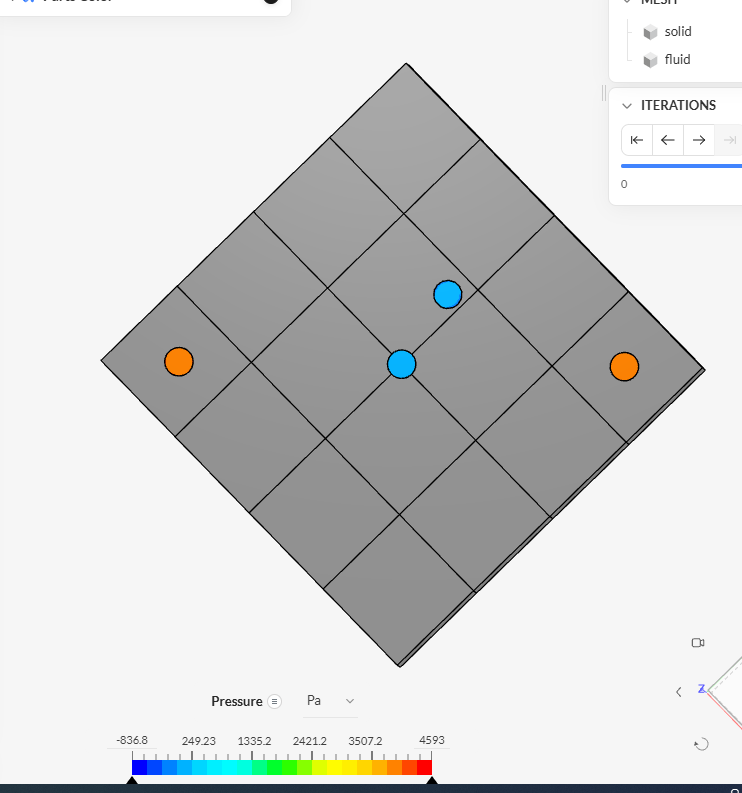 MESH
solid
fluid
ITERATIONS
0
Z
Pressure Pa
-836.8 249.23 1335.2 2421.2 3507.2 4593